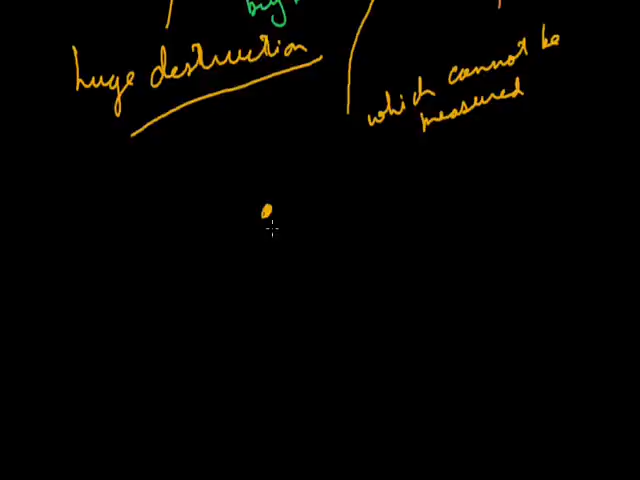 huge destruction
which cannot be
measured